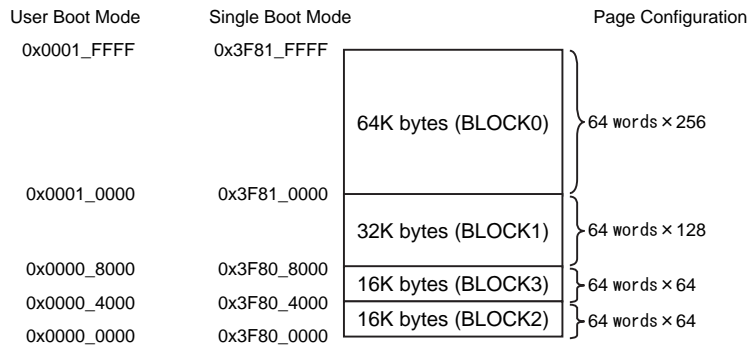 User Boot Mode Single Boot Mode Page Configuration
0x0001_FFFF 0x3F81_FFFF
64K bytes (BLOCK0) 64 words×256
0x0001_0000 0x3F81_0000
32K bytes (BLOCK1) 64 words×128
0x0000_8000 0x3F80_8000
16K bytes (BLOCK3) 64 words×64
0x0000_4000 0x3F80_4000
16K bytes (BLOCK2) 64 words×64
0x0000_0000 0x3F80_0000